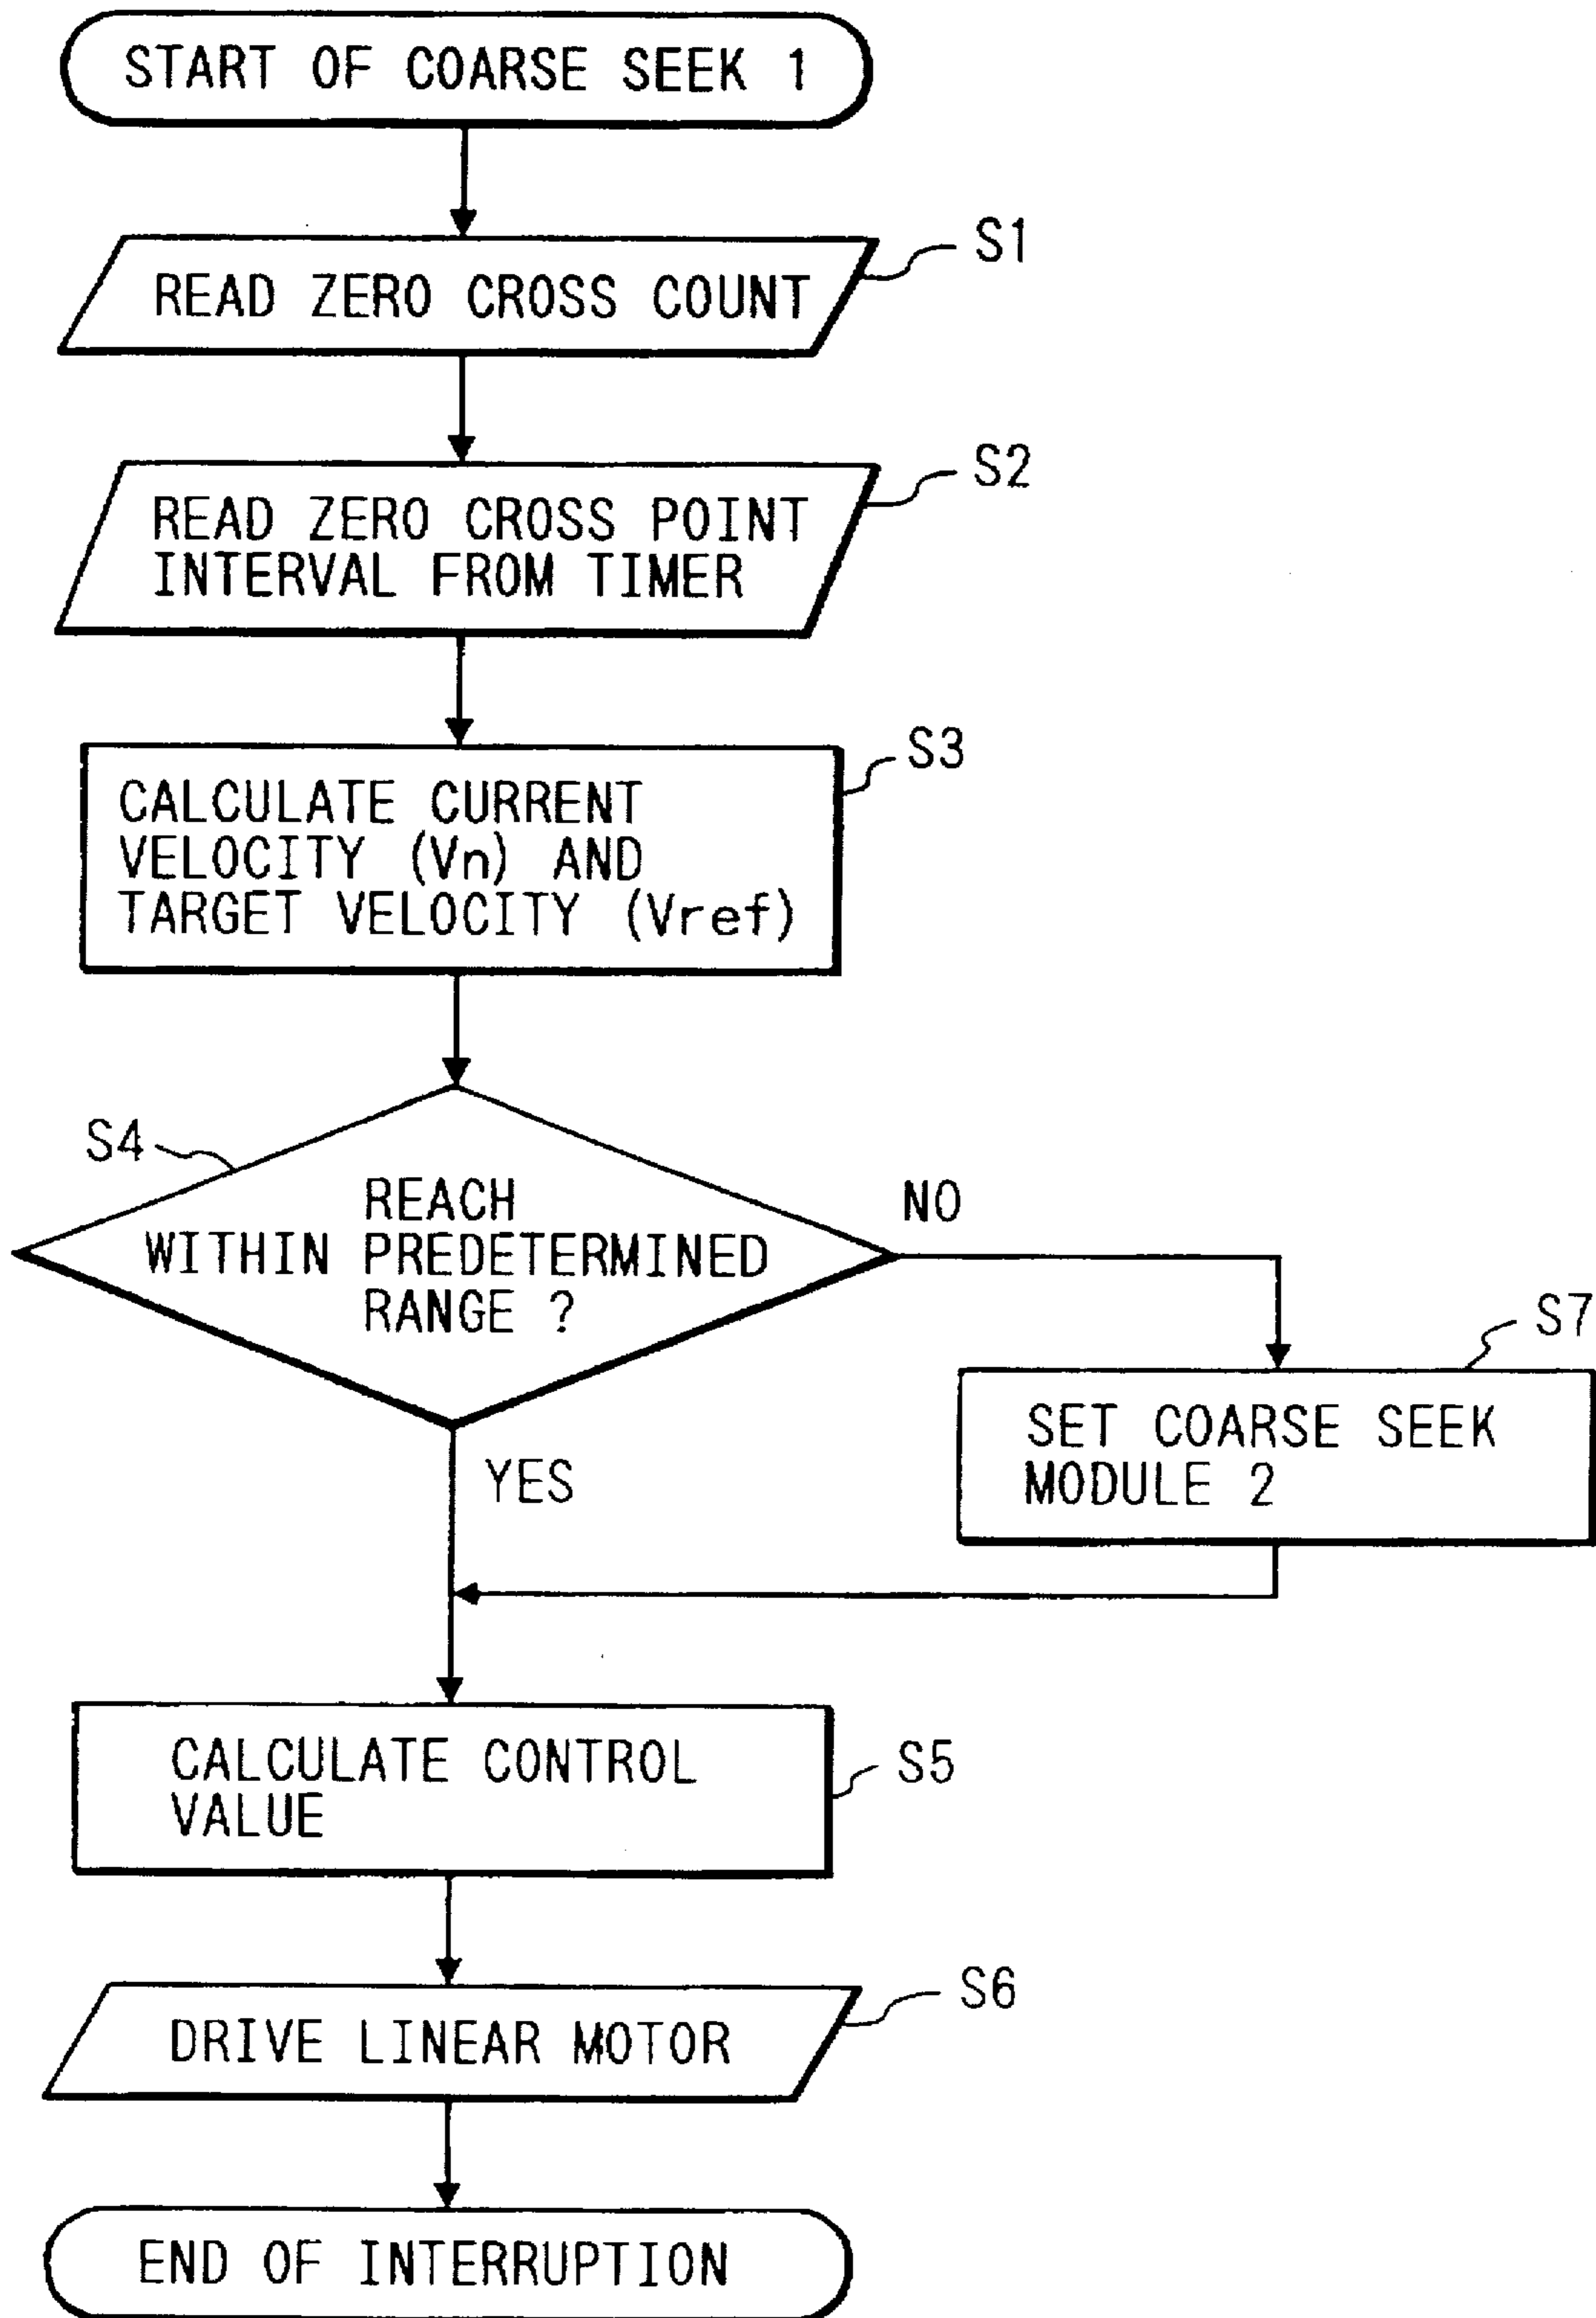 START OF COARSE SEEK 1
S1
READ ZERO CROSS COUNT
S2
READ ZERO CROSS POINT
INTERVAL FROM TIMER
S3
CALCULATE CURRENT
VELOCITY (Vn) AND
TARGET VELOCITY (Vref)
S4
REACH
WITHIN PREDETERMINED
RANGE ?
NO
YES
S7
SET COARSE SEEK
MODULE 2
CALCULATE CONTROL
VALUE
S5
S6
DRIVE LINEAR MOTOR
END OF INTERRUPTION